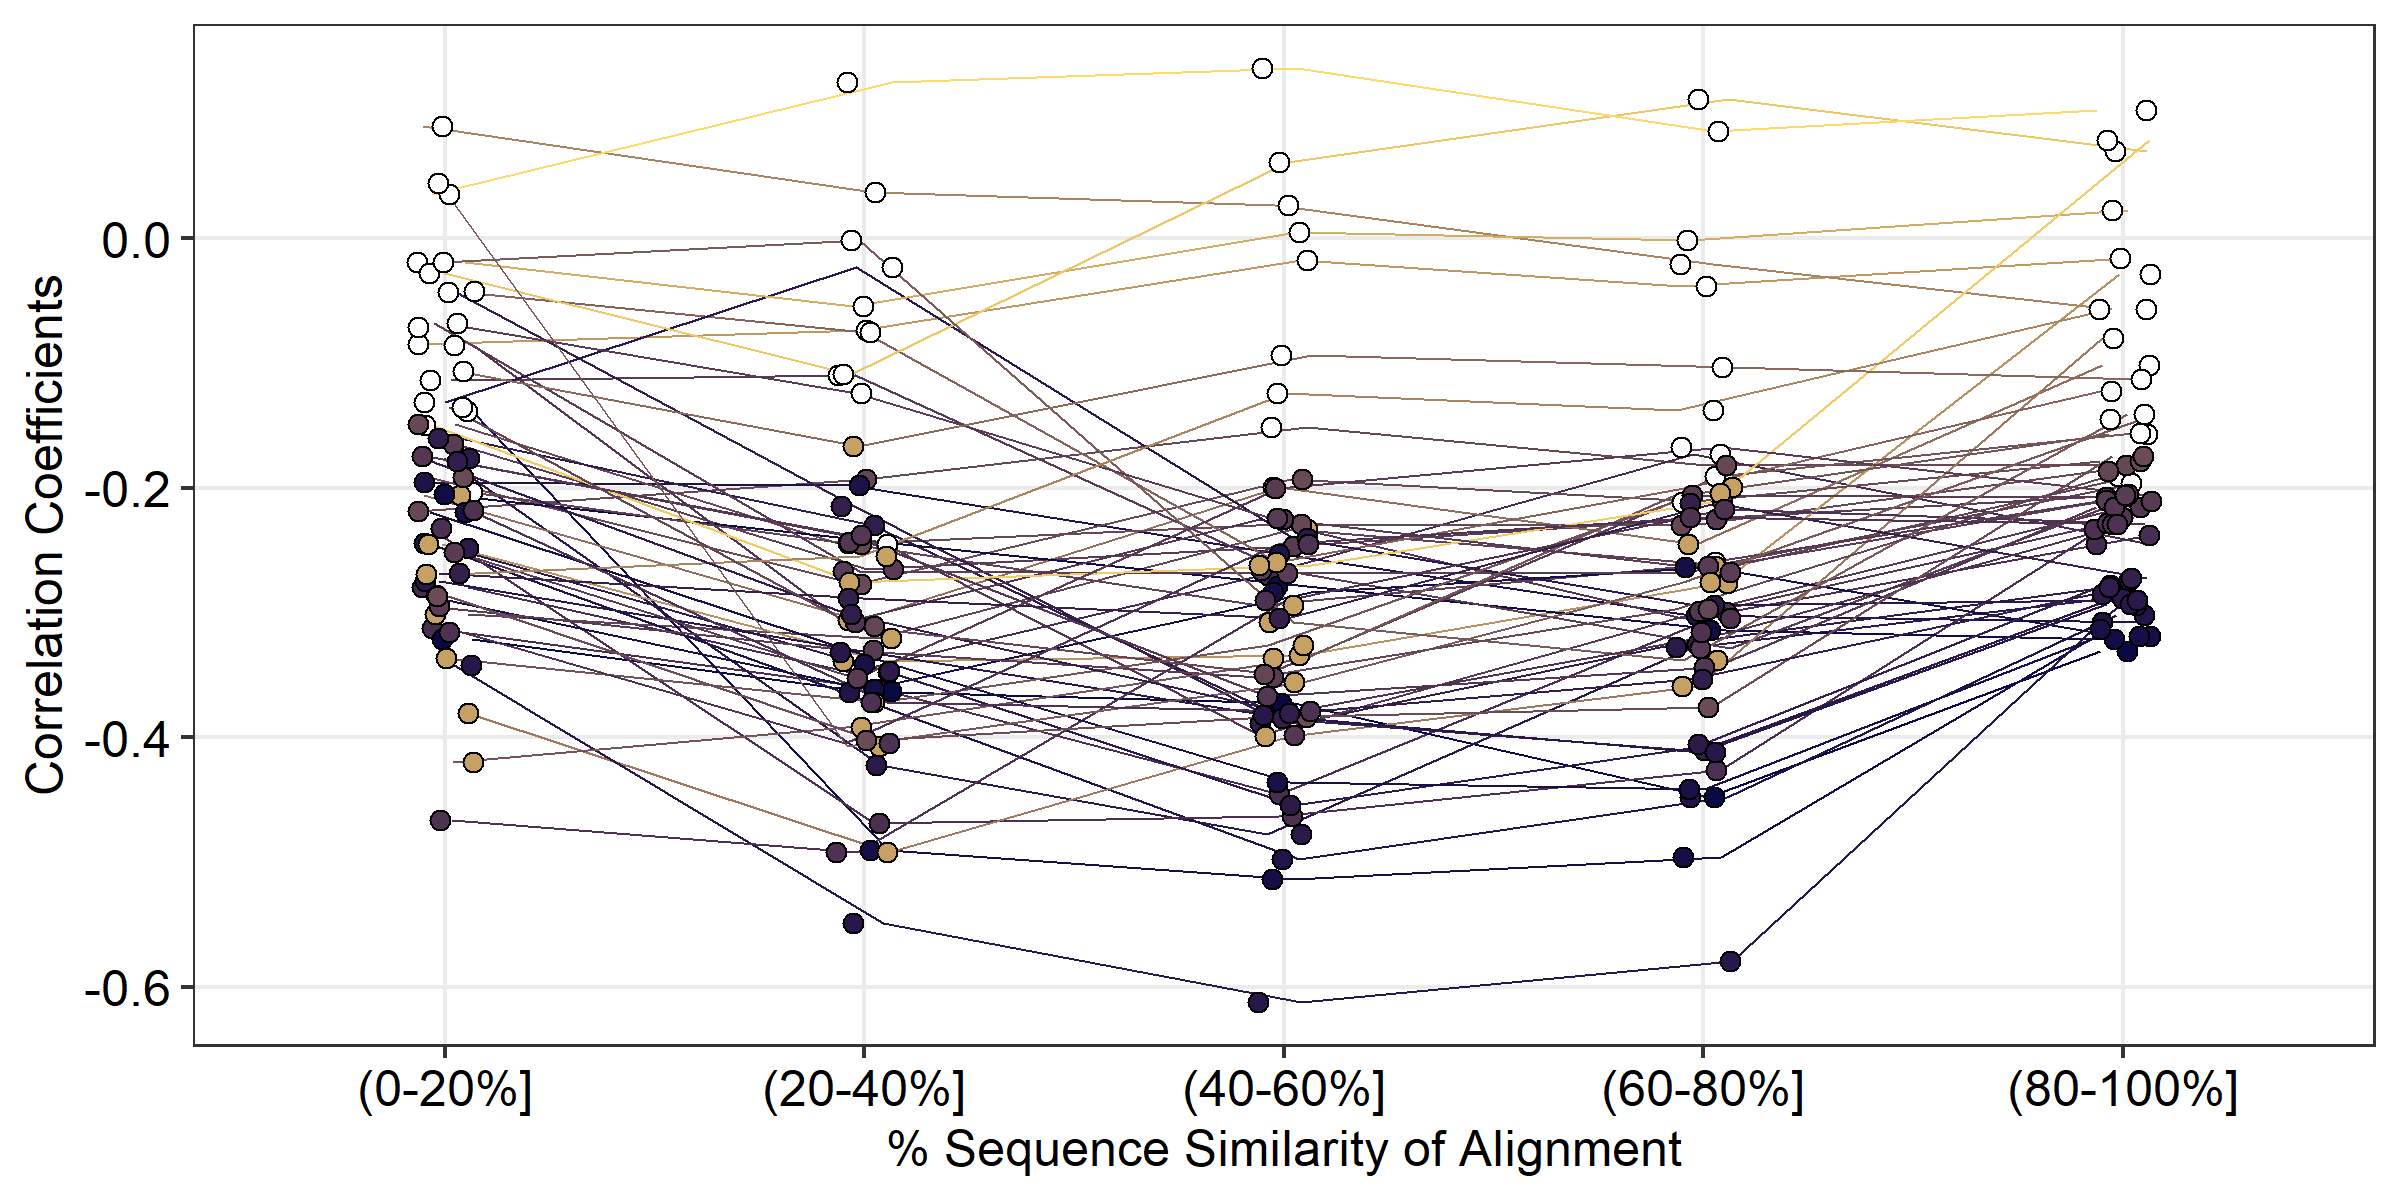 Correlation Coefficients
0.0
-0.2
-0.4
-0.6
(0-20%] (20-40%] (40-60%] (60-80%] (80-100%]
% Sequence Similarity of Alignment